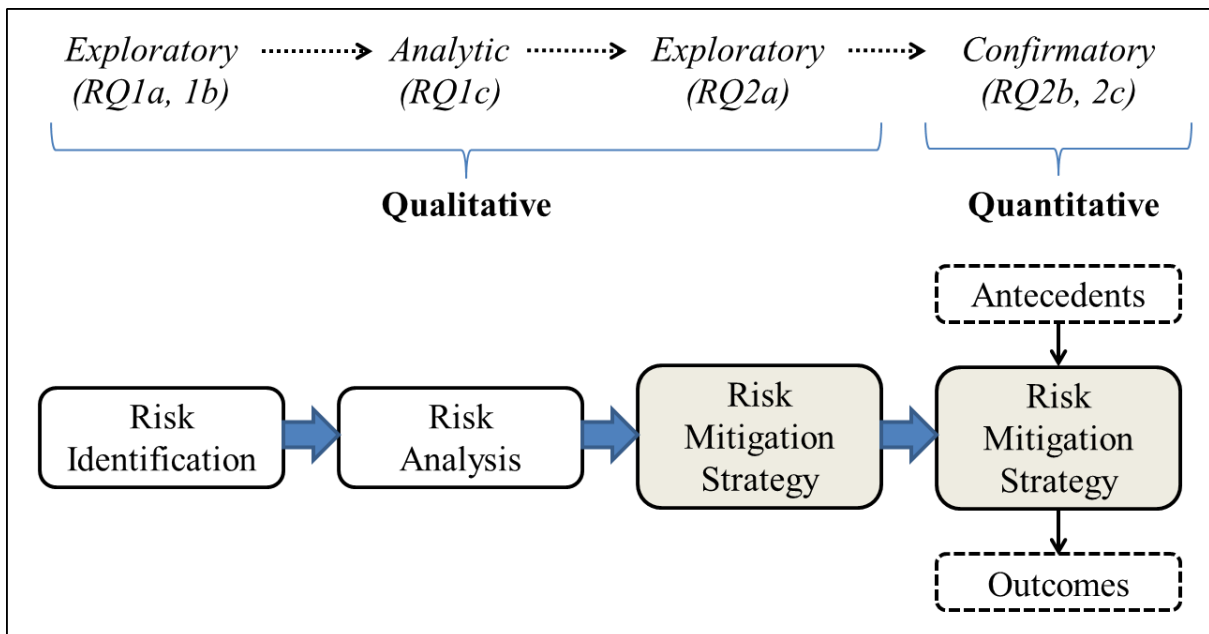 Exploratory Analytic Exploratory Confirmatory
(RQ1a, 1b) (RQ1c) (RQ2a) (RQ2b, 2c)
Qualitative Quantitative
Antecedents
Risk
Identification
Risk
Analysis
Risk
Mitigation
Strategy
Risk
Mitigation
Strategy
Outcomes